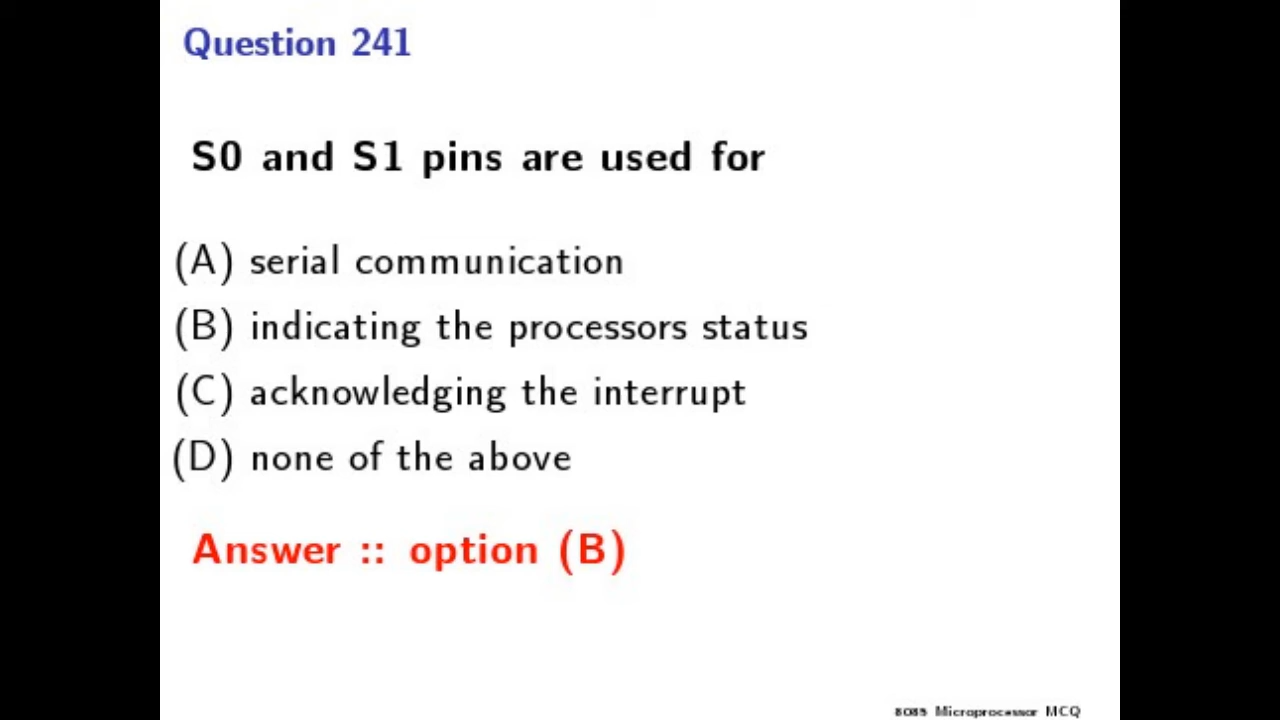 Question 241
S0 and S1 pins are used for
(A) serial communication
(B) indicating the processors status
(C) acknowledging the interrupt
(D) none of the above
Answer :: option (B)
8085 Microprocessor MCQ